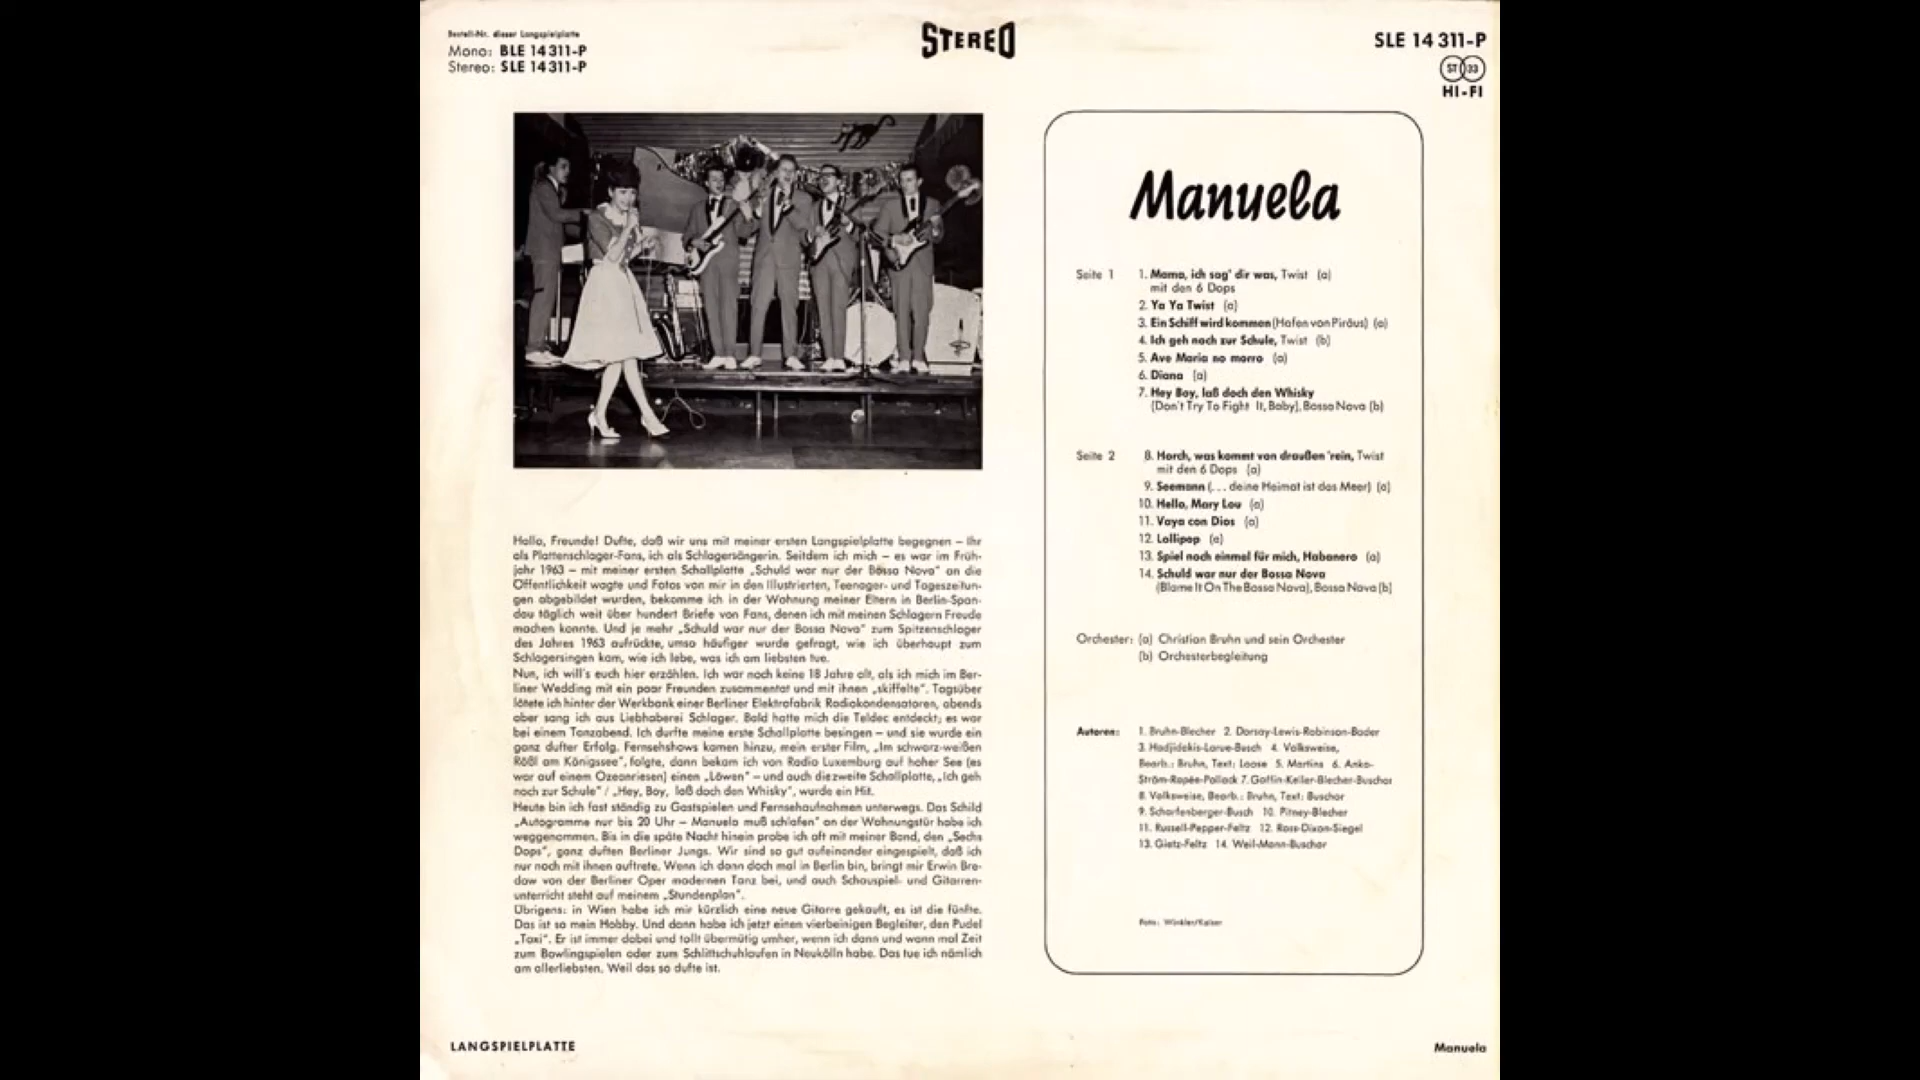 Bestell-Nr. dieser Langspielplatte
Mono: BLE 14311-P
Stereo: SLE 14311-P
STEREO
SLE 14311-P
ST 33
HI-FI
Hallo, Freunde! Dufte, daß wir uns mit meiner ersten Langspielplatte begegnen – Ihr
als Plattenschlager-Fans, ich als Schlagersängerin. Seitdem ich mich – es war im Früh-
jahr 1963 – mit meiner ersten Schallplatte „Schuld war nur der Bossa Nova“ an die
Öffentlichkeit wagte und Fotos von mir in den Illustrierten, Teenager- und Tageszeitun-
gen abgebildet wurden, bekomme ich in der Wohnung meiner Eltern in Berlin-Span-
dau täglich weit über hundert Briefe von Fans, denen ich mit meinen Schlagern Freude
machen konnte. Und je mehr „Schuld war nur der Bossa Nova“ zum Spitzenschlager
des Jahres 1963 aufrückte, umso häufiger wurde gefragt, wie ich überhaupt zum
Schlagersingen kam, wie ich lebe, was ich am liebsten tue.
Nun, ich will's euch hier erzählen. Ich war noch keine 18 Jahre alt, als ich mich im Ber-
liner Wedding mit ein paar Freunden zusammentat und mit ihnen „skiffelte“. Tagsüber
lötete ich hinter der Werkbank einer Berliner Elektrofabrik Radiokondensatoren, abends
aber sang ich aus Liebhaberei Schlager. Bald hatte mich die Teldec entdeckt; es war
bei einem Tanzabend. Ich durfte meine erste Schallplatte besingen – und sie wurde ein
ganz dufter Erfolg. Fernsehshows kamen hinzu, mein erster Film, „Im schwarz-weißen
Rößl am Königssee“, folgte, dann bekam ich von Radio Luxemburg auf hoher See (es
war auf einem Ozeanriesen) einen „Löwen“ – und auch die zweite Schallplatte, „Ich geh
noch zur Schule“ / „Hey, Boy, laß doch den Whisky“, wurde ein Hit.
Heute bin ich fast ständig zu Gastspielen und Fernsehaufnahmen unterwegs. Das Schild
„Autogramme nur bis 20 Uhr – Manuela muß schlafen“ an der Wohnungstür habe ich
weggenommen. Bis in die späte Nacht hinein probe ich oft mit meiner Band, den „Sechs
Dops“, ganz duften Berliner Jungs. Wir sind so gut aufeinander eingespielt, daß ich
nur noch mit ihnen auftrete. Wenn ich dann doch mal in Berlin bin, bringt mir Erwin Bre-
dow von der Berliner Oper modernen Tanz bei, und auch Schauspiel- und Gitarren-
unterricht steht auf meinem „Stundenplan“.
Übrigens: in Wien habe ich mir kürzlich eine neue Gitarre gekauft, es ist die fünfte.
Das ist so mein Hobby. Und dann habe ich jetzt einen vierbeinigen Begleiter, den Pudel
„Taxi“. Er ist immer dabei und tollt übermütig umher, wenn ich dann und wann mal Zeit
zum Bowlingspielen oder zum Schlittschuhlaufen in Neukölln habe. Das tue ich nämlich
am allerliebsten. Weil das so dufte ist.
Manuela
Seite 1 1. Mama, ich sag' dir was, Twist (a)
mit den 6 Dops
2. Ya Ya Twist (a)
3. Ein Schiff wird kommen (Hafen von Piräus) (a)
4. Ich geh noch zur Schule, Twist (b)
5. Ave Maria no morro (a)
6. Diana (a)
7. Hey Boy, laß doch den Whisky
(Don't Try To Fight It, Baby), Bossa Nova (b)
Seite 2 8. Horch, was kommt von draußen 'rein, Twist
mit den 6 Dops (a)
9. Seemann (... deine Heimat ist das Meer) (a)
10. Hello, Mary Lou (a)
11. Vaya con Dios (a)
12. Lollipop (a)
13. Spiel noch einmal für mich, Habanero (a)
14. Schuld war nur der Bossa Nova
(Blame It On The Bossa Nova), Bossa Nova (b)
Orchester: (a) Christian Bruhn und sein Orchester
(b) Orchesterbegleitung
Autoren: 1. Bruhn-Blecher 2. Dorsay-Lewis-Robinson-Bader
3. Hadjidakis-Larue-Busch 4. Volksweise,
Bearb.: Bruhn, Text: Loose 5. Martins 6. Anka-
Ström-Rapée-Pollack 7. Goffin-Keller-Blecher-Buschor
8. Volksweise, Bearb.: Bruhn, Text: Buschor
9. Scharfenberger-Busch 10. Pitney-Blecher
11. Russell-Pepper-Feltz 12. Ross-Dixon-Siegel
13. Gietz-Feltz 14. Weil-Mann-Buschor
Foto: Winkler/Kaiser
LANGSPIELPLATTE
Manuela